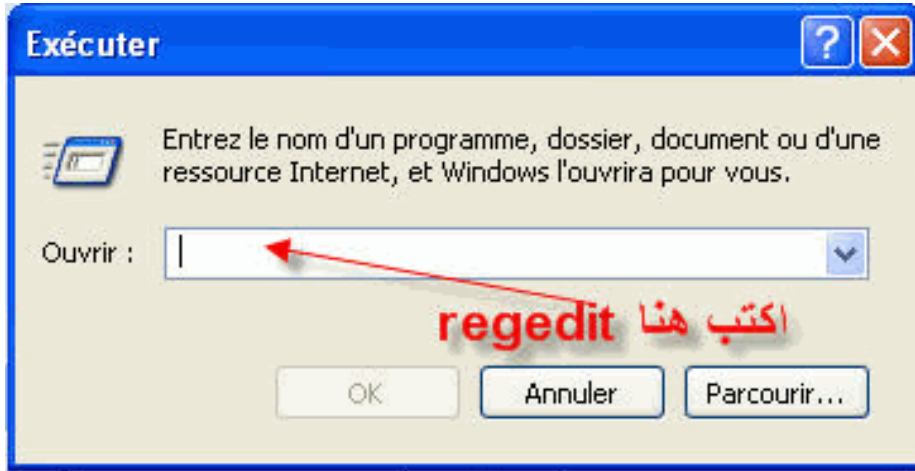 Exécuter
Entrez le nom d'un programme, dossier, document ou d'une
ressource Internet, et Windows l'ouvrira pour vous.
Ouvrir :
اكتب هنا regedit
OK
Annuler
Parcourir...